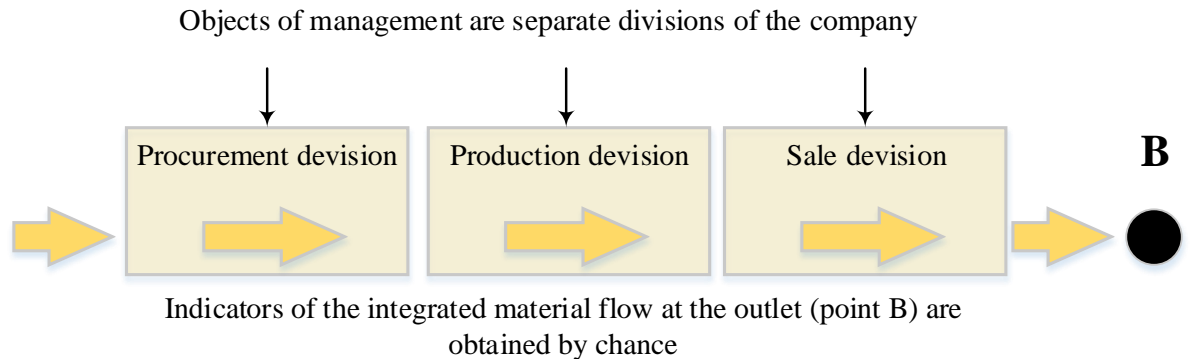 Objects of management are separate divisions of the company
Procurement devision
Production devision
Sale devision
B
Indicators of the integrated material flow at the outlet (point B) are
obtained by chance